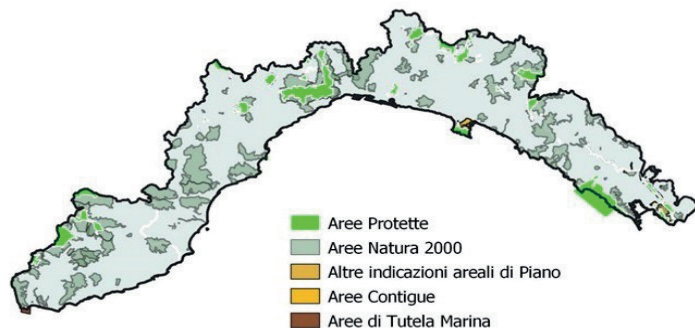 Aree Protette
Aree Natura 2000
Altre indicazioni areali di Piano
Aree Contigue
Aree di Tutela Marina